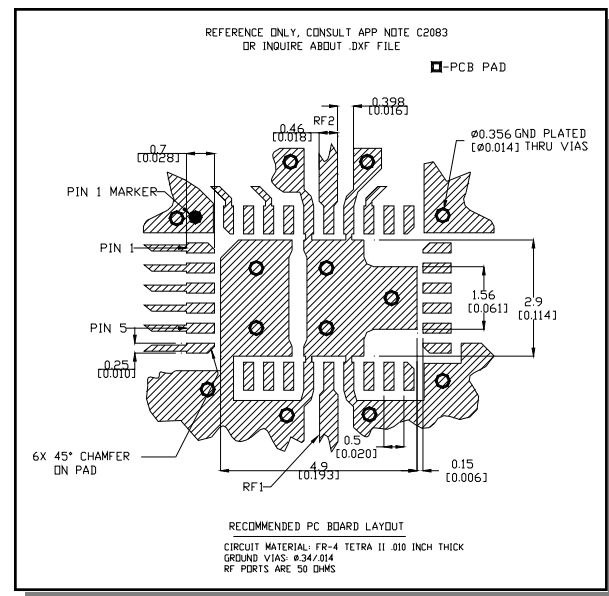 REFERENCE ONLY, CONSULT APP NOTE C2083
OR INQUIRE ABOUT .DXF FILE
-PCB PAD
0.398
[0.016]
RF2
0.46
[0.018]
Ø0.356 GND PLATED
[Ø0.014] THRU VIAS
0.7
[0.028]
PIN 1 MARKER
PIN 1
1.56
[0.061]
2.9
[0.114]
PIN 5
0.25
[0.010]
0.5
[0.020]
6X 45° CHAMFER
ON PAD
4.9
[0.193]
0.15
[0.006]
RF1
RECOMMENDED PC BOARD LAYOUT
CIRCUIT MATERIAL: FR-4 TETRA II .010 INCH THICK
GROUND VIAS: Ø.34/.014
RF PORTS ARE 50 OHMS